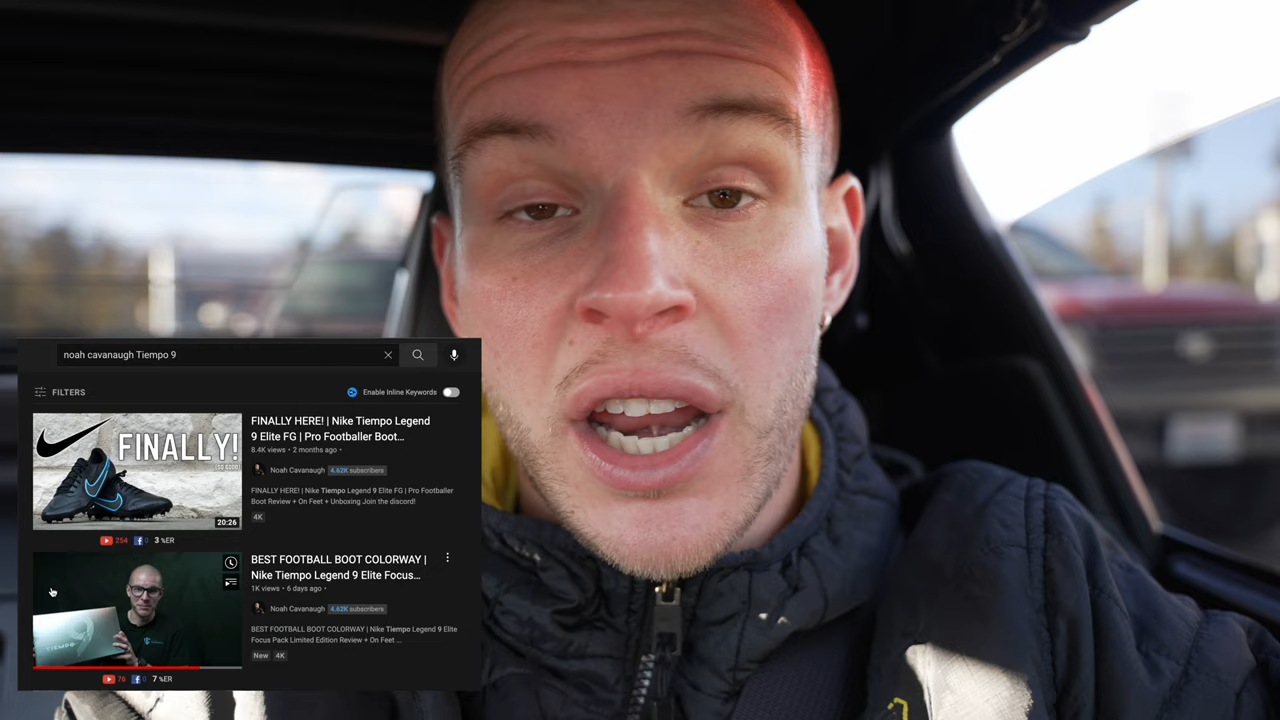 noah cavanaugh Tiempo 9
FILTERS
Enable Inline Keywords
FINALLY!
(SO GOOD)
20:26
FINALLY HERE! | Nike Tiempo Legend
9 Elite FG | Pro Footballer Boot...
8.4K views • 2 months ago •
Noah Cavanaugh 4.62K subscribers
FINALLY HERE! | Nike Tiempo Legend 9 Elite FG | Pro Footballer
Boot Review + On Feet + Unboxing Join the discord!
4K
254 0 3 %ER
TIEMPO
BEST FOOTBALL BOOT COLORWAY |
Nike Tiempo Legend 9 Elite Focus...
1K views • 6 days ago •
Noah Cavanaugh 4.62K subscribers
BEST FOOTBALL BOOT COLORWAY | Nike Tiempo Legend 9 Elite
Focus Pack Limited Edition Review + On Feet ...
New 4K
76 0 7 %ER